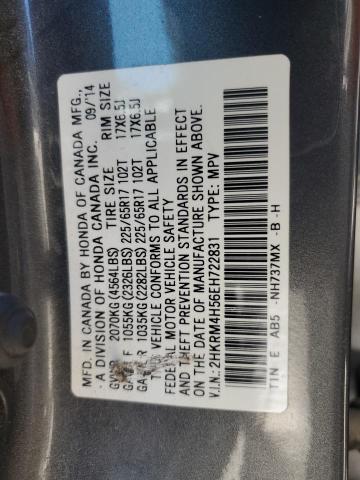 MFD. IN CANADA BY HONDA OF CANADA MFG.,
- A DIVISION OF HONDA CANADA INC. 09/'14
2070KG (4564LBS) TIRE SIZE RIM SIZE
F 1055KG (2326LBS) 225/65R17 102T 17X6.5J
R 1035KG (2282LBS) 225/65R17 102T 17X6.5J
VEHICLE CONFORMS TO ALL APPLICABLE
FEDERAL MOTOR VEHICLE SAFETY
AND THEFT PREVENTION STANDARDS IN EFFECT
ON THE DATE OF MANUFACTURE SHOWN ABOVE.
V.I.N.: 2HKRM4H56EH722831 TYPE: MPV
E AB5 -NH737MX -B -H